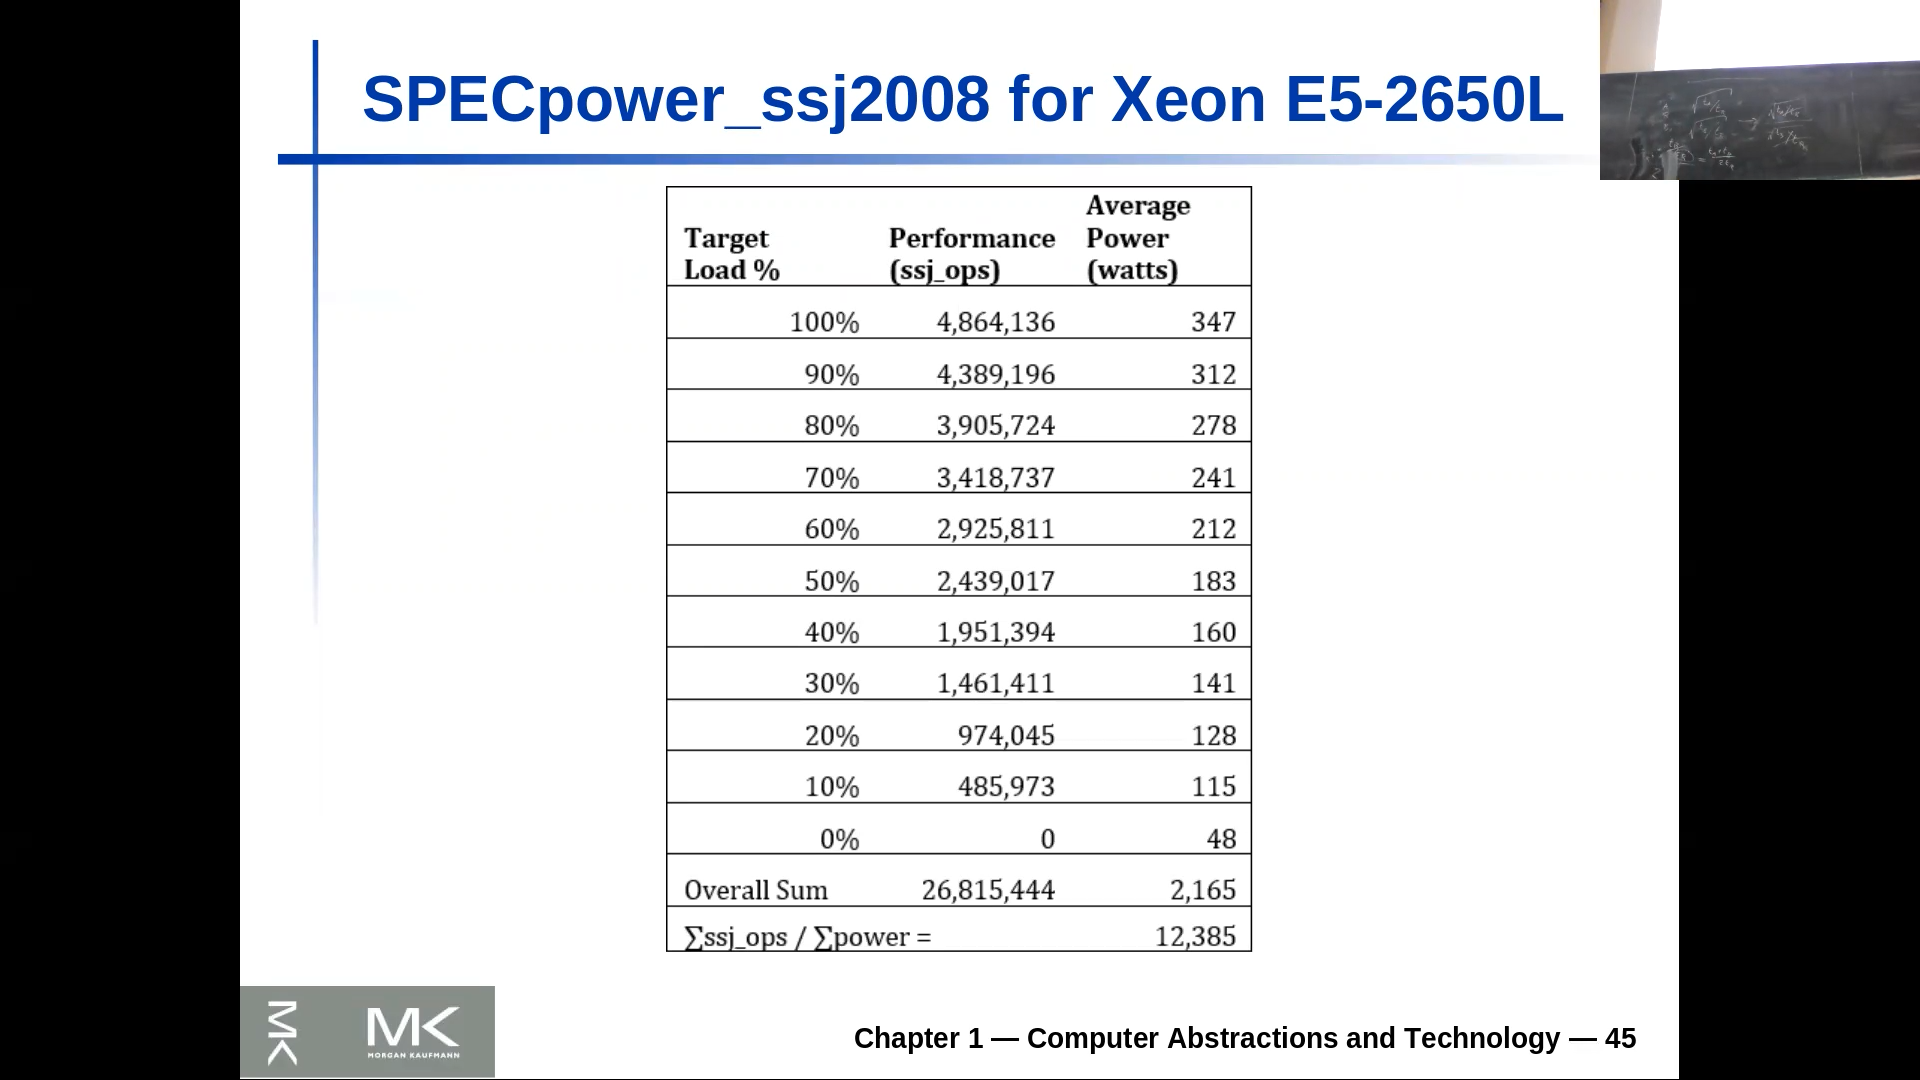 SPECpower_ssj2008 for Xeon E5-2650L
Target Load % Performance (ssj_ops) Average Power (watts)
100% 4,864,136 347
90% 4,389,196 312
80% 3,905,724 278
70% 3,418,737 241
60% 2,925,811 212
50% 2,439,017 183
40% 1,951,394 160
30% 1,461,411 141
20% 974,045 128
10% 485,973 115
0% 0 48
Overall Sum 26,815,444 2,165
∑ssj_ops / ∑power = 12,385
MK
MK
MORGAN KAUFMANN
Chapter 1 — Computer Abstractions and Technology — 45